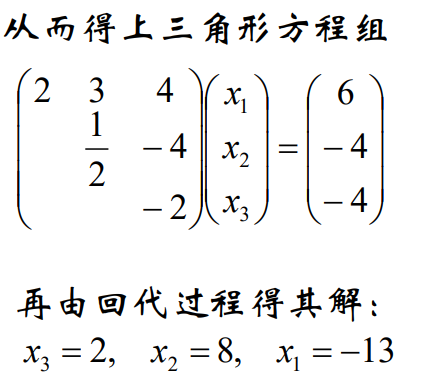 从而得上三角形方程组
2 3 4 x₁ 6
1/2 −4 x₂ = −4
−2 x₃ −4
再由回代过程得其解：
x₃ = 2, x₂ = 8, x₁ = −13